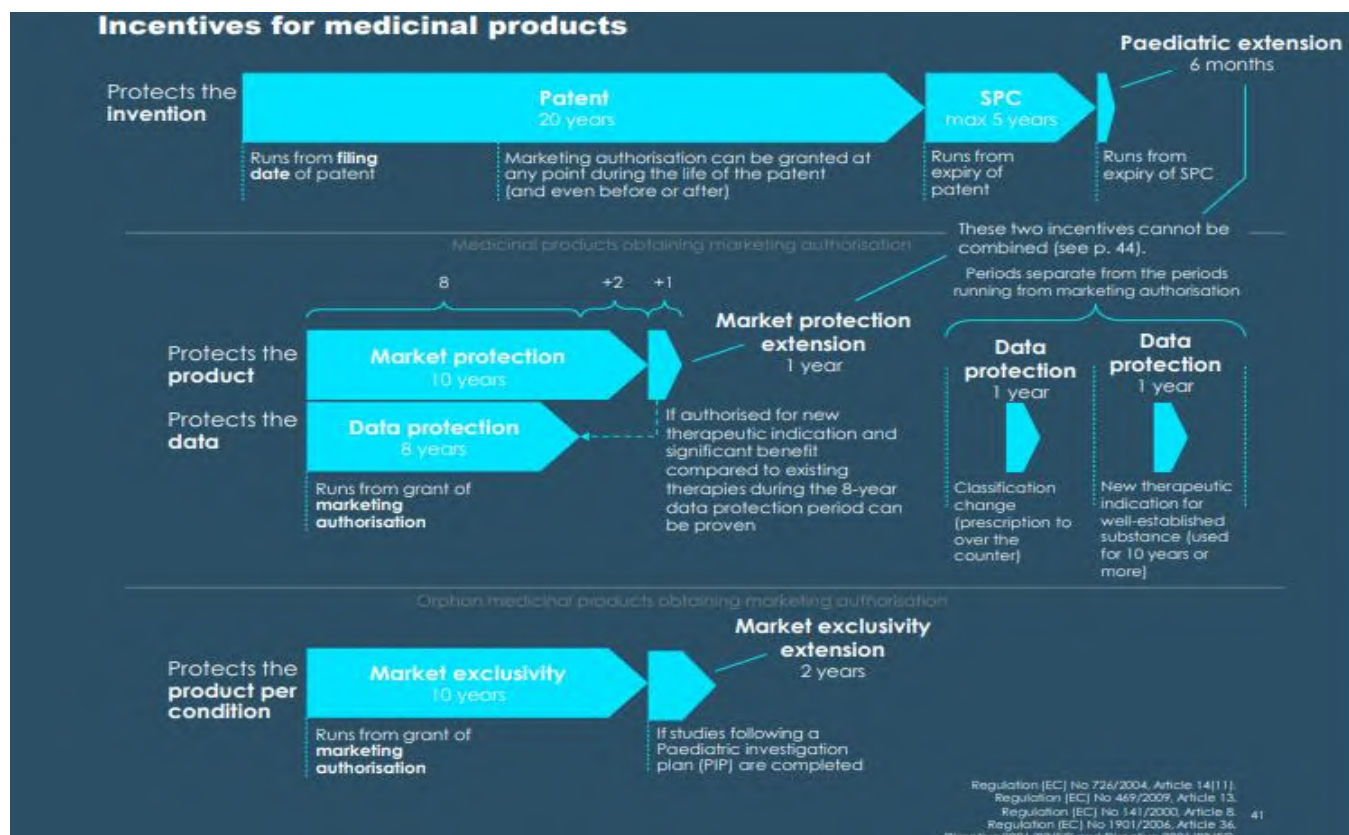 Incentives for medicinal products
Paediatric extension
6 months
Protects the
invention
Patent
20 years
SPC
max 5 years
Runs from filing
date of patent
Marketing authorisation can be granted at
any point during the life of the patent
(and even before or after)
Runs from
expiry of
patent
Runs from
expiry of SPC
These two incentives cannot be
combined (see p. 44).
Medicinal products obtaining marketing authorisation
Periods separate from the periods
running from marketing authorisation
8
+2
+1
Protects the
product
Market protection
10 years
Market protection
extension
1 year
Data
protection
1 year
Data
protection
1 year
Protects the
data
Data protection
8 years
Runs from grant of
marketing
authorisation
If authorised for new
therapeutic indication and
significant benefit
compared to existing
therapies during the 8-year
data protection period can
be proven
Classification
change
(prescription to
over the
counter)
New therapeutic
indication for
well-established
substance (used
for 10 years or
more)
Orphan medicinal products obtaining marketing authorisation
Protects the
product per
condition
Market exclusivity
10 years
Market exclusivity
extension
2 years
Runs from grant of
marketing
authorisation
If studies following a
Paediatric investigation
plan (PIP) are completed
Regulation (EC) No 726/2004, Article 14(11).
Regulation (EC) No 469/2009, Article 13.
Regulation (EC) No 141/2000, Article 8.
Regulation (EC) No 1901/2006, Article 36.
41